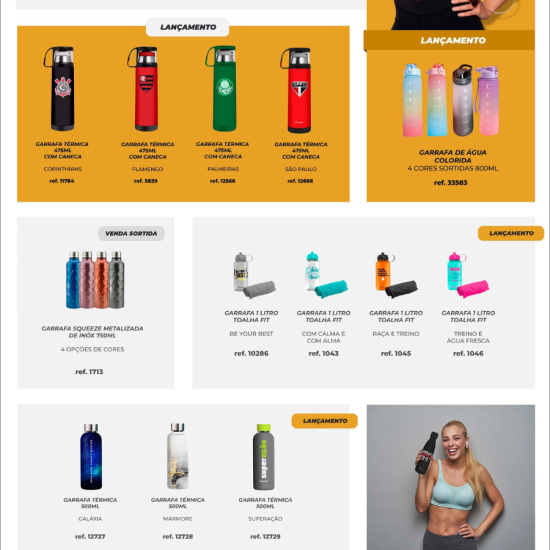 LANÇAMENTO
GARRAFA TÉRMICA
475ML
COM CANECA
CORINTHIANS
ref. 11784
GARRAFA TÉRMICA
475ML
COM CANECA
FLAMENGO
ref. 5839
GARRAFA TÉRMICA
475ML
COM CANECA
PALMEIRAS
ref. 12566
GARRAFA TÉRMICA
475ML
COM CANECA
SÃO PAULO
ref. 12666
LANÇAMENTO
GARRAFA DE ÁGUA
COLORIDA
4 CORES SORTIDAS 800ML
ref. 33583
VENDA SORTIDA
GARRAFA SQUEEZE METALIZADA
DE INÓX 750ML
4 OPÇÕES DE CORES
ref. 1713
LANÇAMENTO
GARRAFA 1 LITRO
TOALHA FIT
BE YOUR BEST
ref. 10286
GARRAFA 1 LITRO
TOALHA FIT
COM CALMA E
COM ALMA
ref. 1043
GARRAFA 1 LITRO
TOALHA FIT
RAÇA E TREINO
ref. 1045
GARRAFA 1 LITRO
TOALHA FIT
TREINO E
ÁGUA FRESCA
ref. 1046
LANÇAMENTO
GARRAFA TÉRMICA
500ML
GALÁXIA
ref. 12727
GARRAFA TÉRMICA
500ML
MÁRMORE
ref. 12728
superação
GARRAFA TÉRMICA
500ML
SUPERAÇÃO
ref. 12729